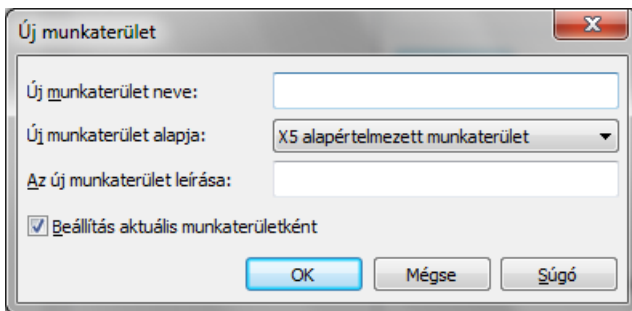 Új munkaterület
Új munkaterület neve:
Új munkaterület alapja: X5 alapértelmezett munkaterület
Az új munkaterület leírása:
Beállítás aktuális munkaterületként
OK Mégse Súgó